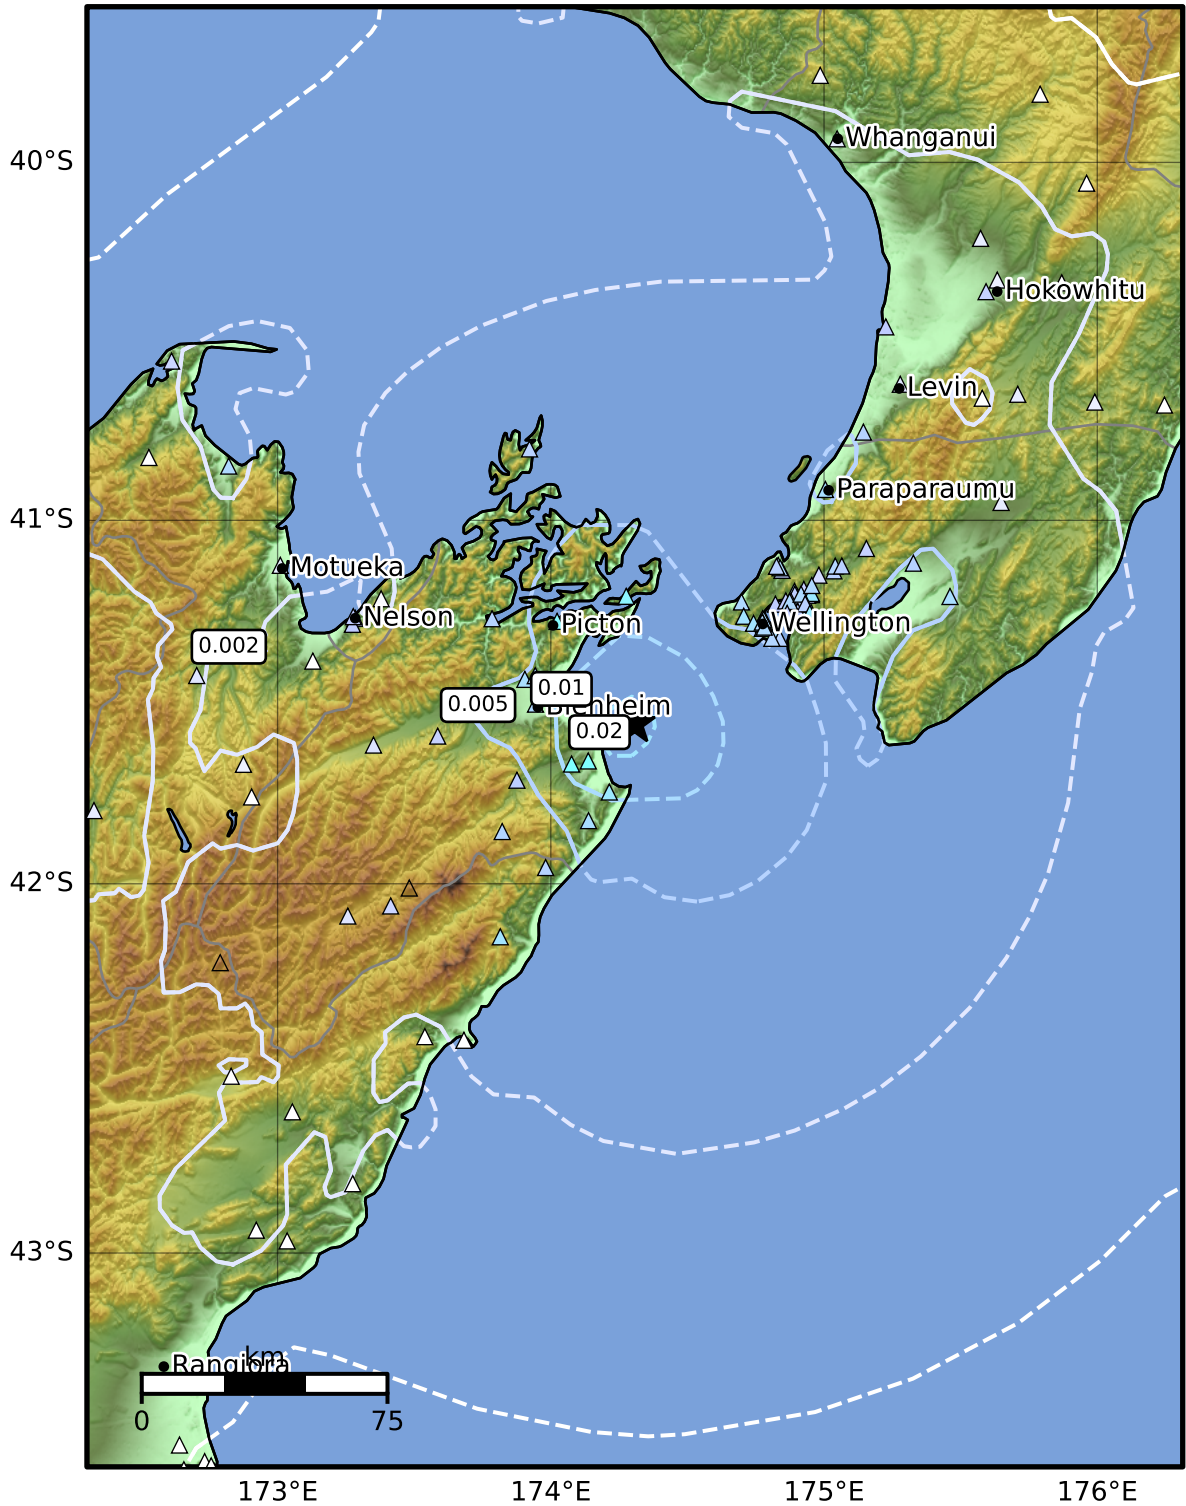 Whanganui
40°S
Hokowhitu
Levin
Paraparaumu
41°S
Motueka
Nelson
Picton
Wellington
0.002
0.01
0.005
Blenheim
0.02
42°S
43°S
km
Rangiora
0
75
173°E
174°E
175°E
176°E